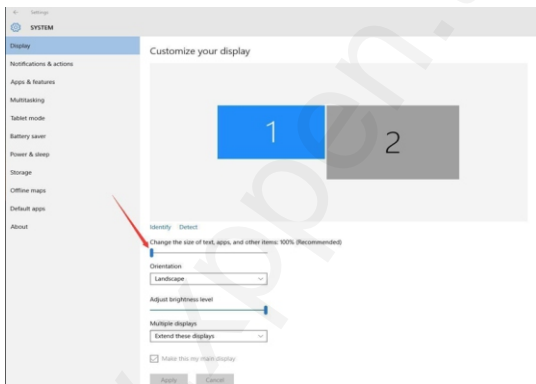 Settings
SYSTEM
Display
Notifications & actions
Apps & features
Multitasking
Tablet mode
Battery saver
Power & sleep
Storage
Offline maps
Default apps
About
Customize your display
1
2
Identify Detect
Change the size of text, apps, and other items: 100% (Recommended)
Orientation
Landscape
Adjust brightness level
Multiple displays
Extend these displays
Make this my main display
Apply Cancel